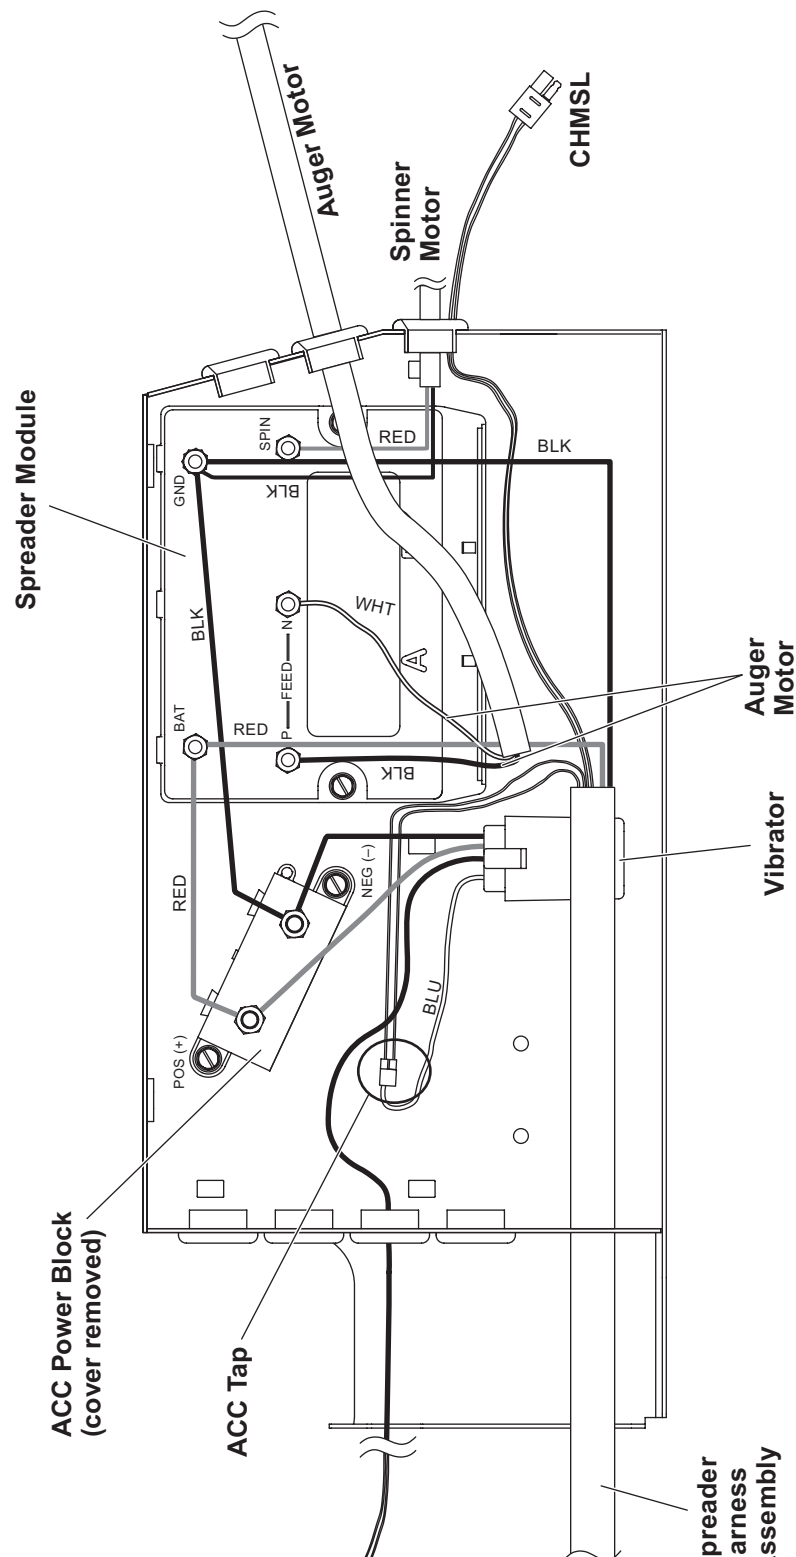 Auger Motor
CHMSL
Spinner
Motor
Spreader Module
SPIN
RED
BLK
GND
BLK
BLK
WHT
N
FEED
P
A
BAT
RED
BLK
Auger
Motor
Vibrator
RED
NEG (–)
BLU
POS (+)
ACC Power Block
(cover removed)
ACC Tap
preader
arness
ssembly